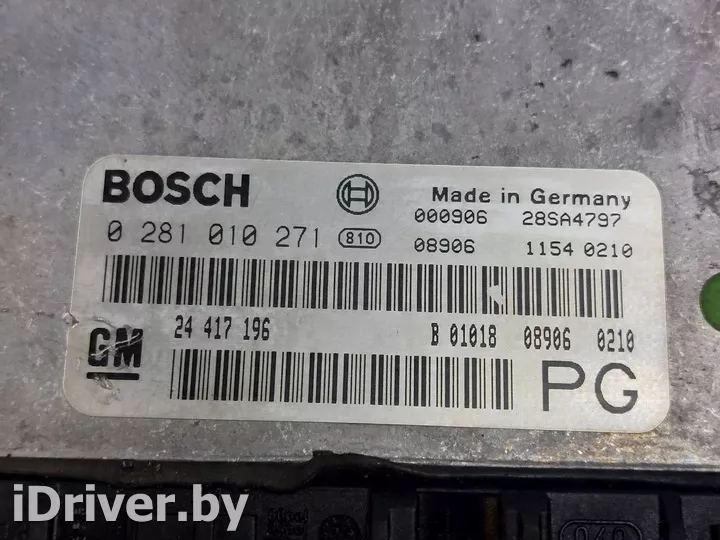 BOSCH Made in Germany
000906 28SA4797
0 281 010 271 810 08906 1154 0210
24 417 196 B 01018 08906 0210
GM PG
iDriver.by